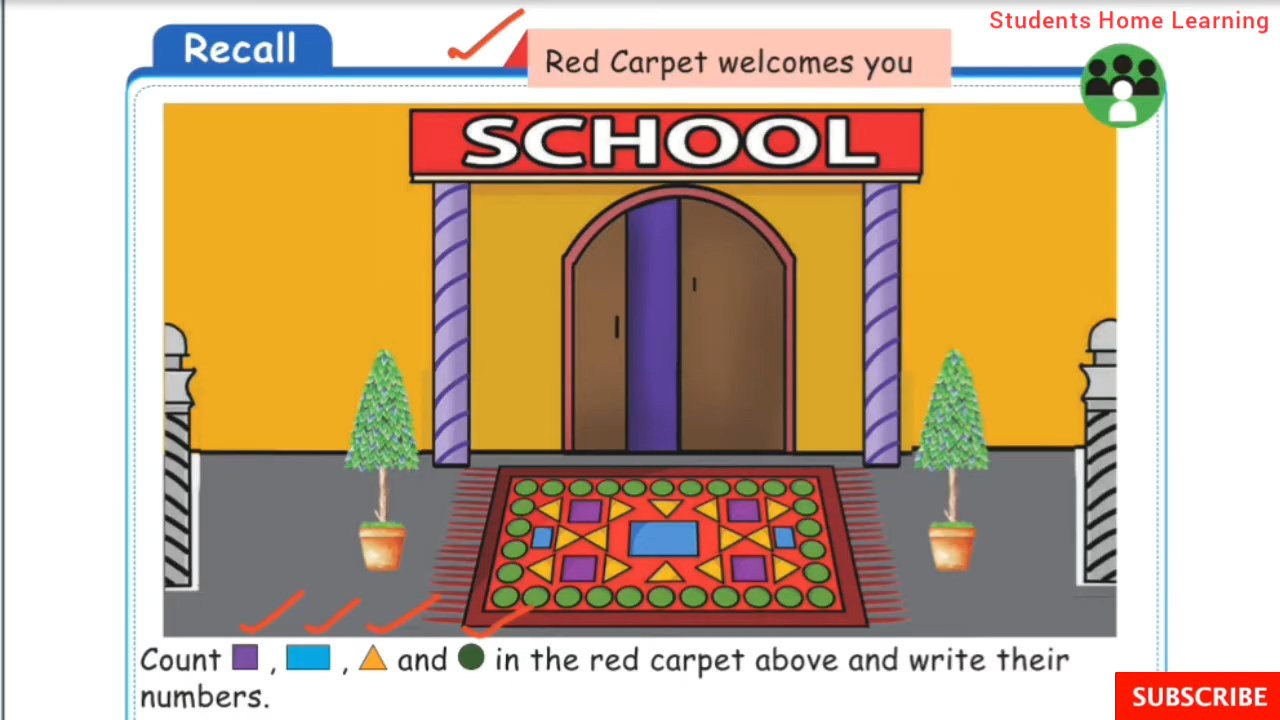 Students Home Learning
Recall
Red Carpet welcomes you
SCHOOL
Count , , and in the red carpet above and write their
numbers.
SUBSCRIBE